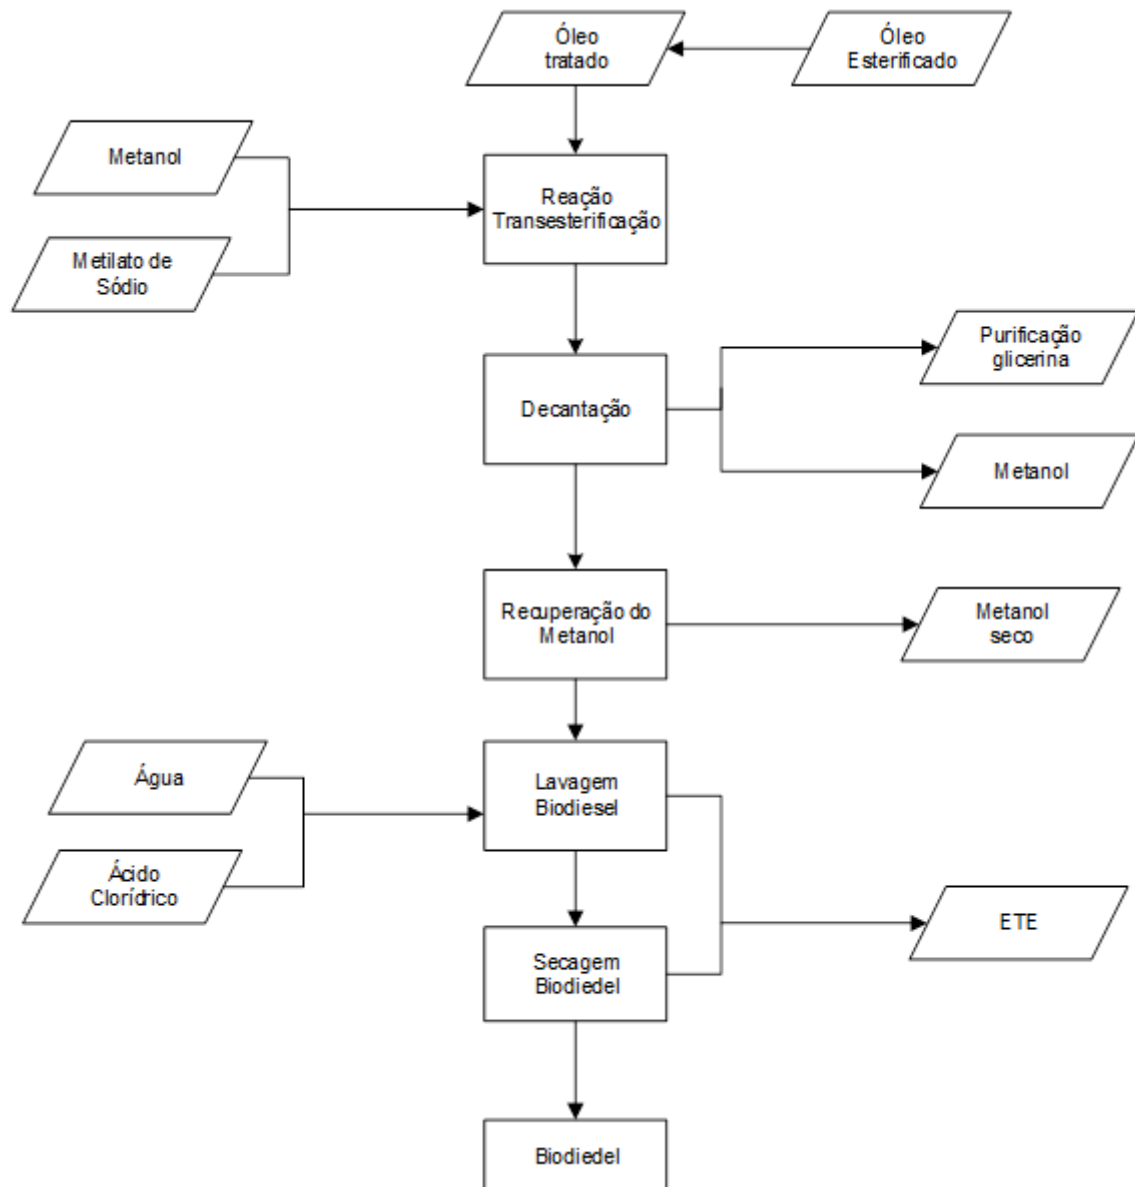 Óleo
tratado
Óleo
Esterificado
Metanol
Reação
Transesterificação
Metilato de
Sódio
Purificação
glicerina
Decantação
Metanol
Recuperação do
Metanol
Metanol
seco
Água
Lavagem
Biodiesel
Ácido
Clorídrico
ETE
Secagem
Biodiedel
Biodiedel